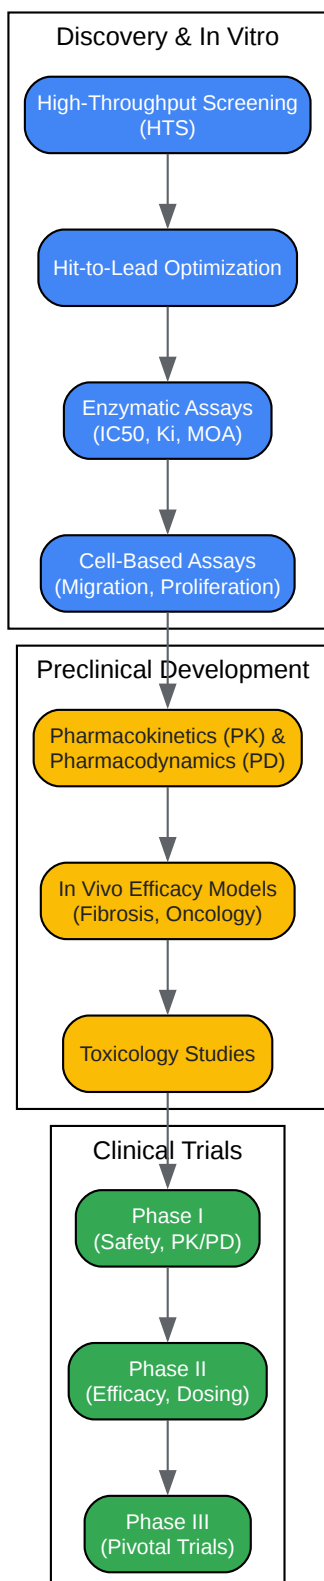 Discovery & In Vitro
High-Throughput Screening
(HTS)
Hit-to-Lead Optimization
Enzymatic Assays
(IC50, Ki, MOA)
Cell-Based Assays
(Migration, Proliferation)
Preclinical Development
Pharmacokinetics (PK) &
Pharmacodynamics (PD)
In Vivo Efficacy Models
(Fibrosis, Oncology)
Toxicology Studies
Clinical Trials
Phase I
(Safety, PK/PD)
Phase II
(Efficacy, Dosing)
Phase III
(Pivotal Trials)